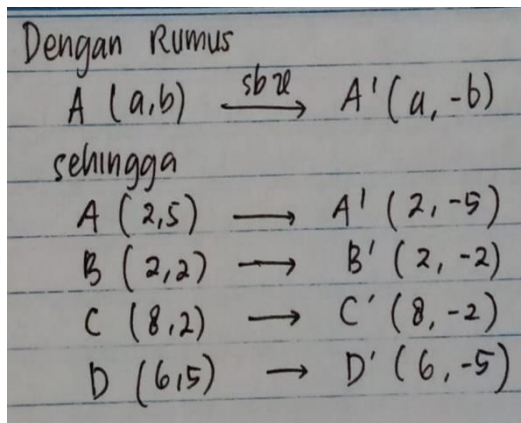 Dengan Rumus
A (a,b) sb x → A' (a, -b)
sehingga
A (2,5) → A' (2, -5)
B (2,2) → B' (2, -2)
C (8,2) → C' (8, -2)
D (6,5) → D' (6, -5)